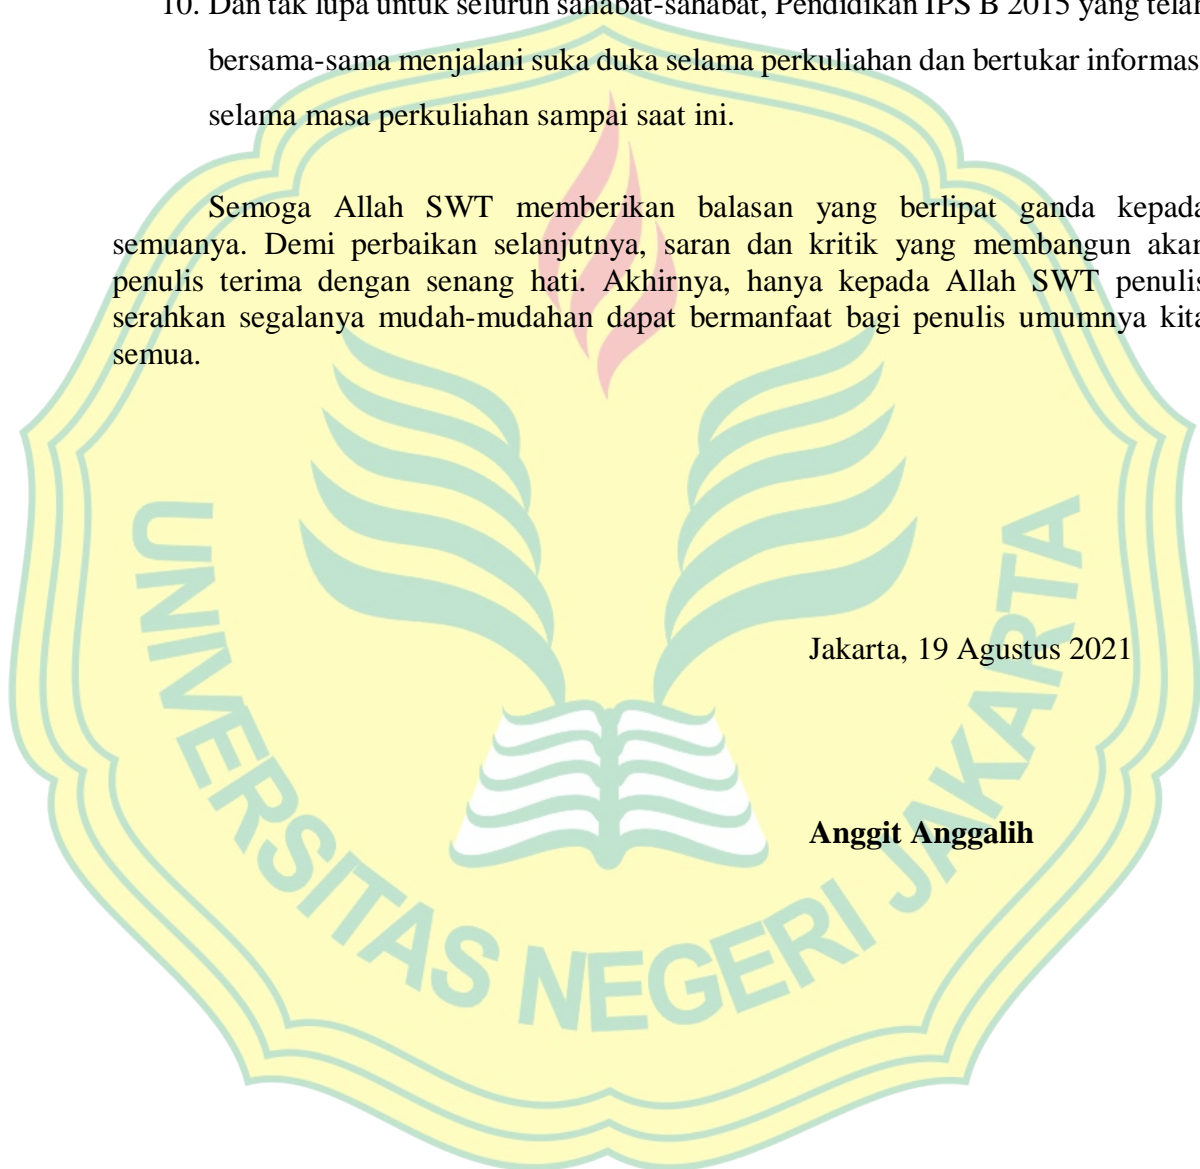 10. Dan tak lupa untuk seluruh sahabat-sahabat, Pendidikan IPS B 2015 yang telah
bersama-sama menjalani suka duka selama perkuliahan dan bertukar informas
selama masa perkuliahan sampai saat ini.
Semoga Allah SWT memberikan balasan yang berlipat ganda kepada
semuanya. Demi perbaikan selanjutnya, saran dan kritik yang membangun akan
penulis terima dengan senang hati. Akhirnya, hanya kepada Allah SWT penulis
serahkan segalanya mudah-mudahan dapat bermanfaat bagi penulis umumnya kita
semua.
Jakarta, 19 Agustus 2021
Anggit Anggalih
UNIVERSITAS NEGERI JAKARTA